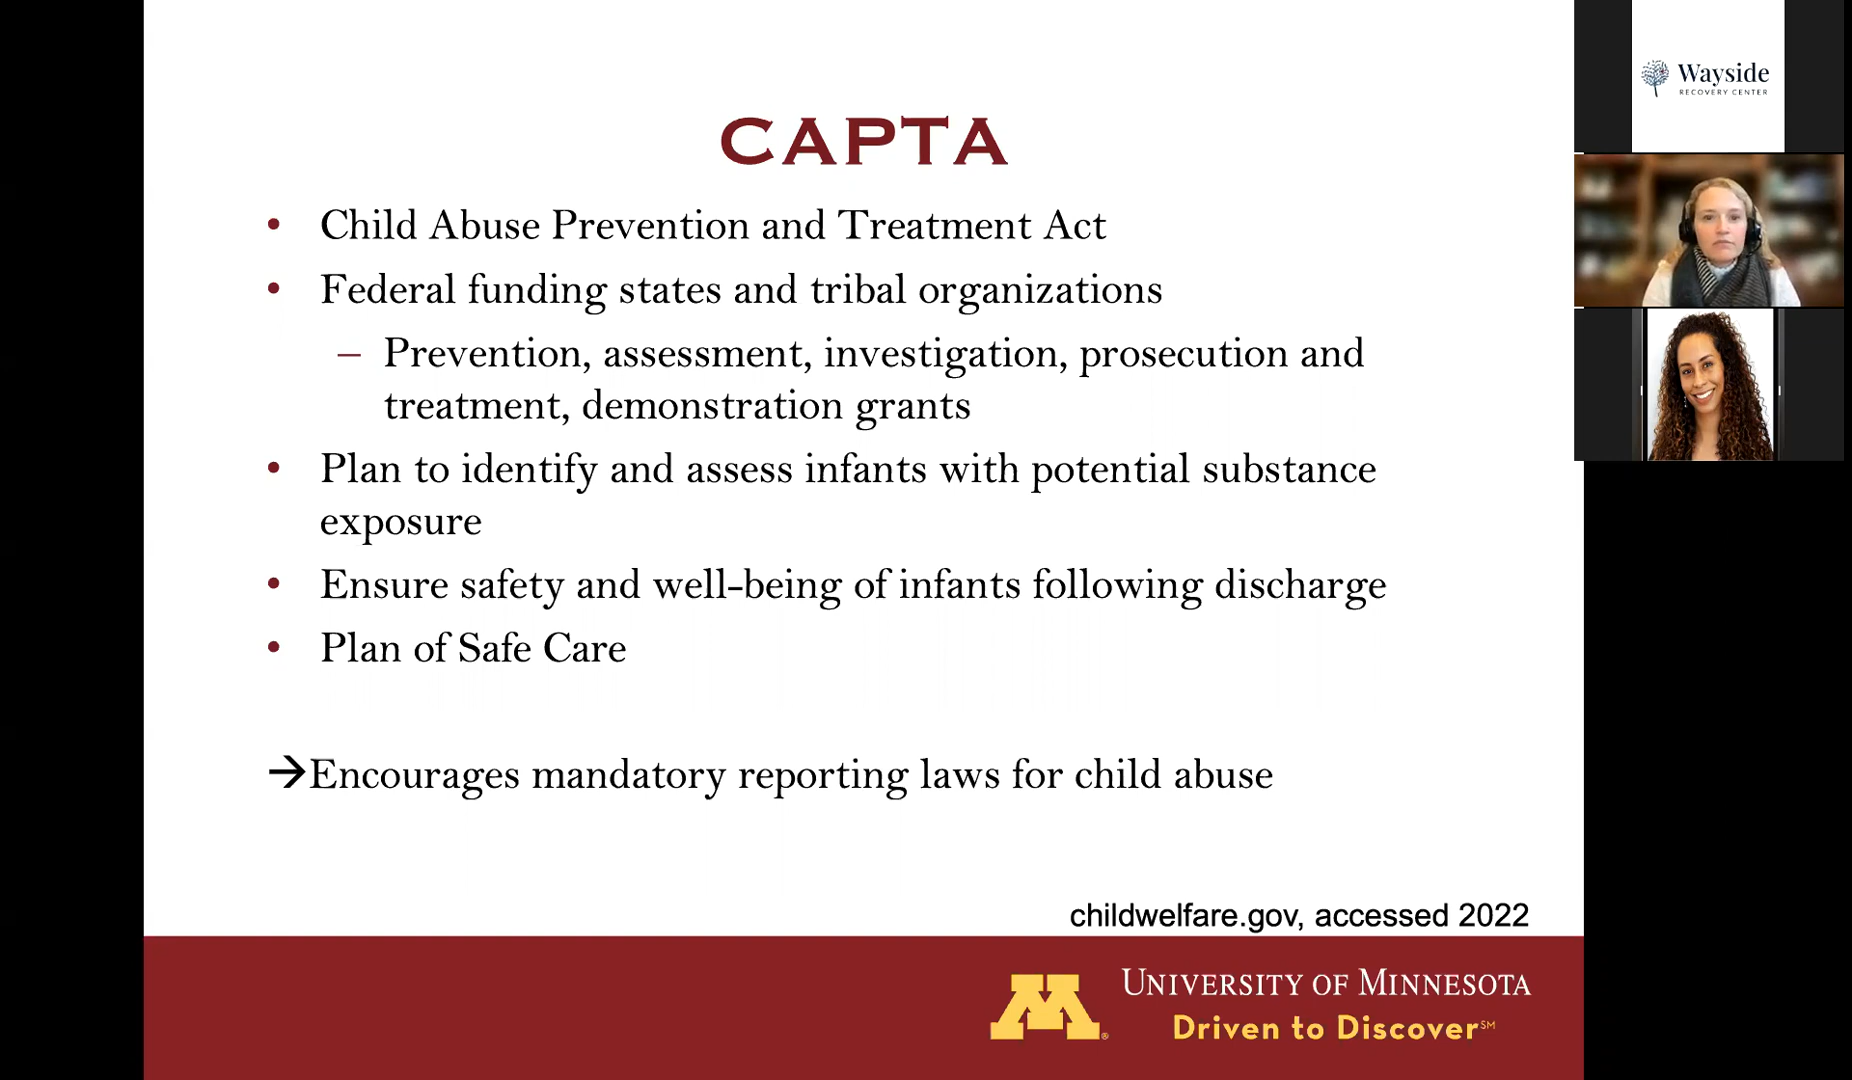 CAPTA
• Child Abuse Prevention and Treatment Act
• Federal funding states and tribal organizations
– Prevention, assessment, investigation, prosecution and
treatment, demonstration grants
• Plan to identify and assess infants with potential substance
exposure
• Ensure safety and well-being of infants following discharge
• Plan of Safe Care
→Encourages mandatory reporting laws for child abuse
childwelfare.gov, accessed 2022
M®
UNIVERSITY OF MINNESOTA
Driven to Discover℠
Wayside
RECOVERY CENTER